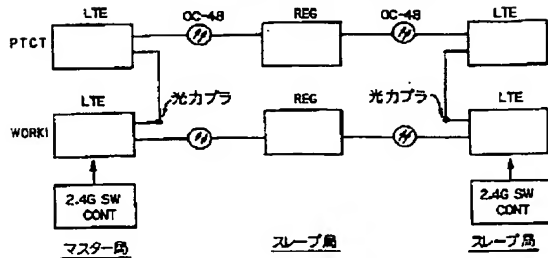 LTE
OC-48
OC-48
LTE
PTCT
REG
光カプラ
光カプラ
LTE
REG
LTE
WORK1
2.4G SW
CONT
2.4G SW
CONT
マスター局
スレーブ局
スレーブ局